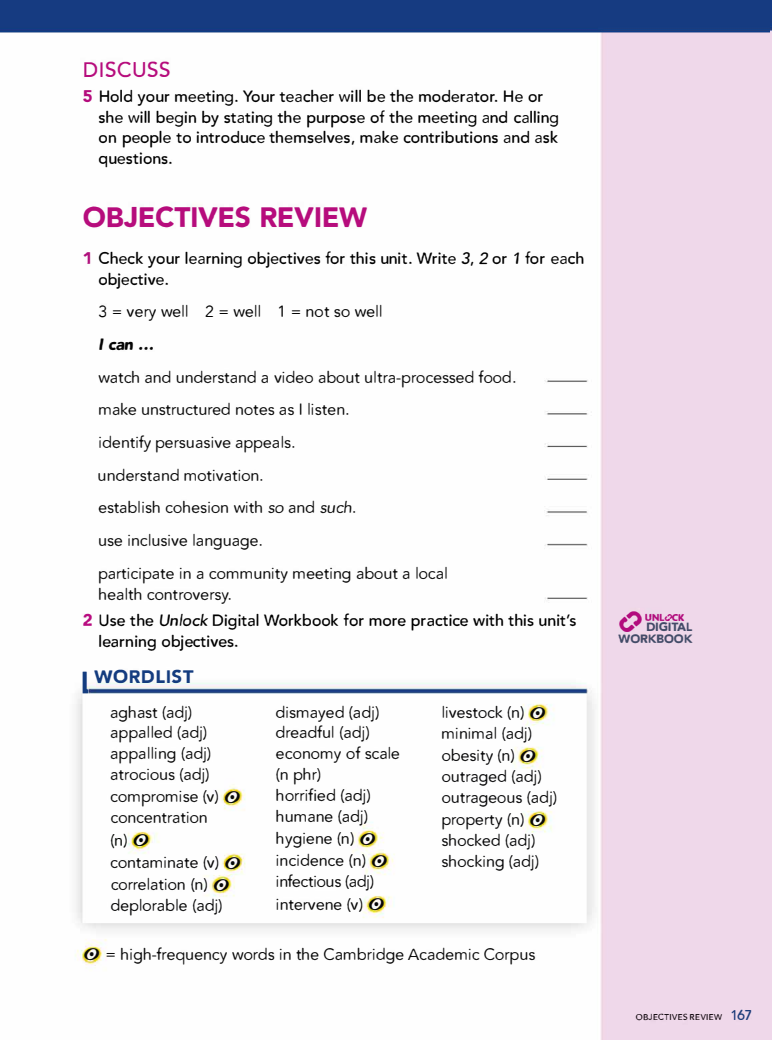 DISCUSS
5 Hold your meeting. Your teacher will be the moderator. He or
she will begin by stating the purpose of the meeting and calling
on people to introduce themselves, make contributions and ask
questions.
OBJECTIVES REVIEW
1 Check your learning objectives for this unit. Write 3, 2 or 1 for each
objective.
3 = very well 2 = well 1 = not so well
I can ...
watch and understand a video about ultra-processed food.
make unstructured notes as I listen.
identify persuasive appeals.
understand motivation.
establish cohesion with so and such.
use inclusive language.
participate in a community meeting about a local
health controversy.
2 Use the Unlock Digital Workbook for more practice with this unit's
learning objectives.
UNLOCK
DIGITAL
WORKBOOK
WORDLIST
aghast (adj)
appalled (adj)
appalling (adj)
atrocious (adj)
compromise (v)
concentration
(n)
contaminate (v)
correlation (n)
deplorable (adj)
dismayed (adj)
dreadful (adj)
economy of scale
(n phr)
horrified (adj)
humane (adj)
hygiene (n)
incidence (n)
infectious (adj)
intervene (v)
livestock (n)
minimal (adj)
obesity (n)
outraged (adj)
outrageous (adj)
property (n)
shocked (adj)
shocking (adj)
= high-frequency words in the Cambridge Academic Corpus
OBJECTIVES REVIEW 167